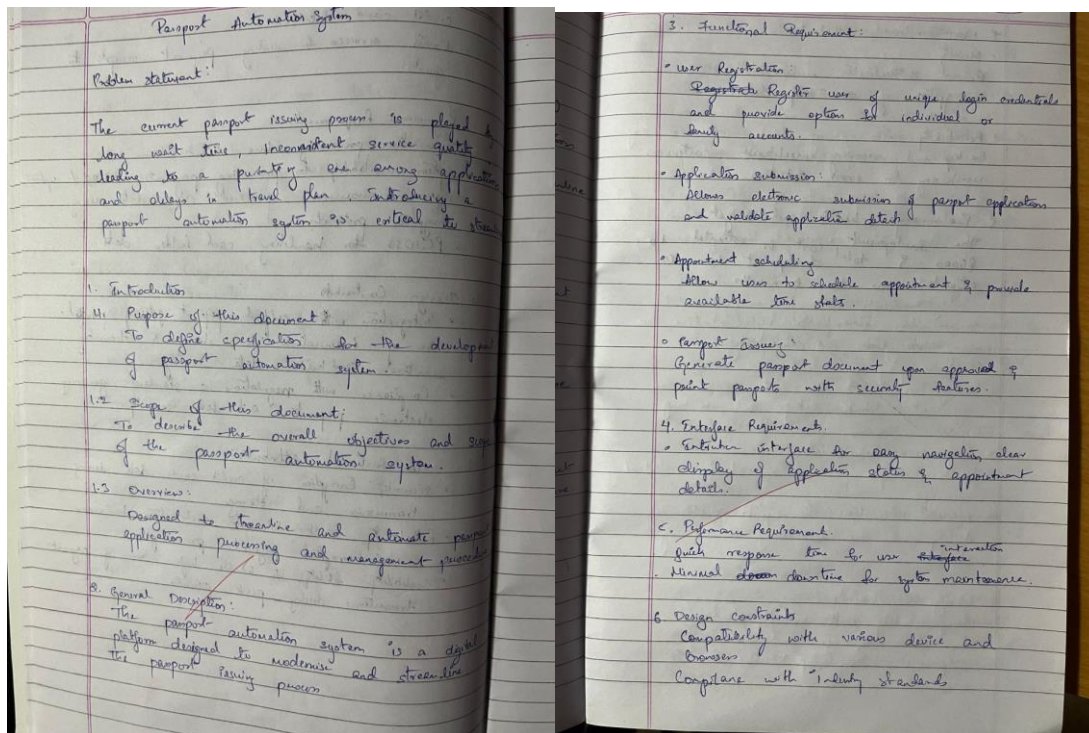 Passport Automation System
Problem statement:
The current passport issuing process is played by
long wait time, inconsistent service quality
leading to a of among application
and delays in travel plan. Introducing a
passport automation system is critical to
1. Introduction
Purpose of this document:
To define specification for the development
of passport automation system.
1.2 Scope of this document:
To describe the overall objectives and scope
of the passport automation system.
1.3 Overview:
Designed to streamline and automate passport
application processing and management procedure
2. General Description:
The passport automation system is a digital
platform designed to modernise and streamline
The passport issuing process
3. Functional Requirement:
• User Registration:
Register user of unique login credentials
and provide option for individual or
family accounts.
• Application submission:
Allows electronic submission of passport applications
and validate application details
• Appointment scheduling
Allow users to schedule appointment & provide
available time slots.
• Passport Issuing:
Generate passport document upon approval &
print passports with security features.
4. Interface Requirements.
• interface for easy navigation clear
display of application status & appointment
details.
Performance Requirement.
Quick response time for user interaction
• Minimal downtime for system maintenance.
6 Design constraints
Compatibility with various device and
Browsers
Compliance with industry standards